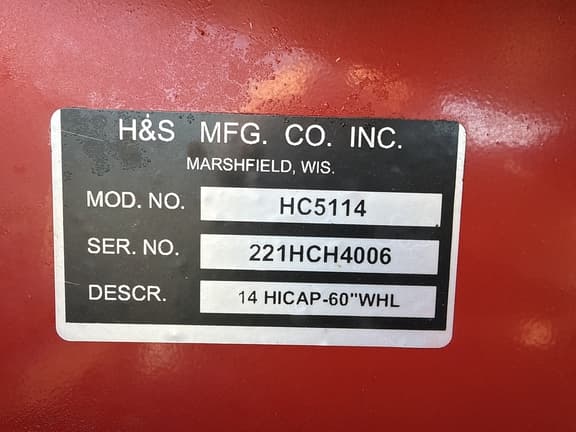 H&S MFG. CO. INC.
MARSHFIELD, WIS.
MOD. NO. HC5114
SER. NO. 221HCH4006
DESCR. 14 HICAP-60"WHL